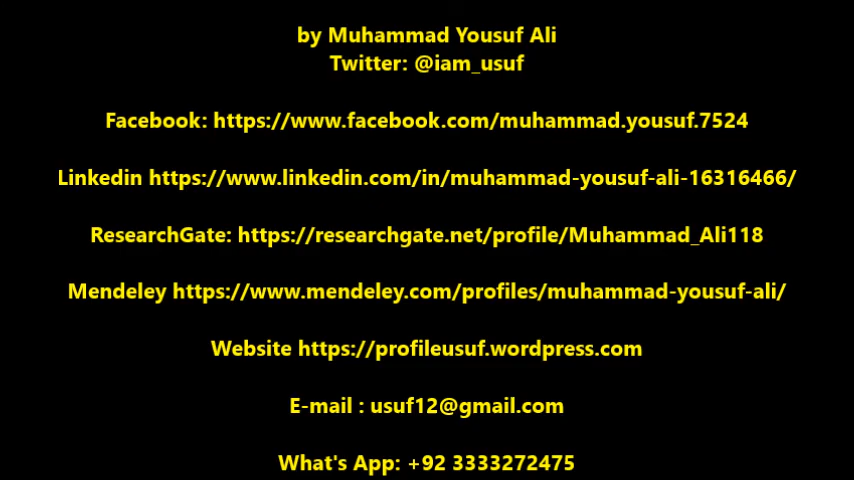 by Muhammad Yousuf Ali
Twitter: @iam_usuf
Facebook: https://www.facebook.com/muhammad.yousuf.7524
Linkedin https://www.linkedin.com/in/muhammad-yousuf-ali-16316466/
ResearchGate: https://researchgate.net/profile/Muhammad_Ali118
Mendeley https://www.mendeley.com/profiles/muhammad-yousuf-ali/
Website https://profileusuf.wordpress.com
E-mail : usuf12@gmail.com
What's App: +92 3333272475